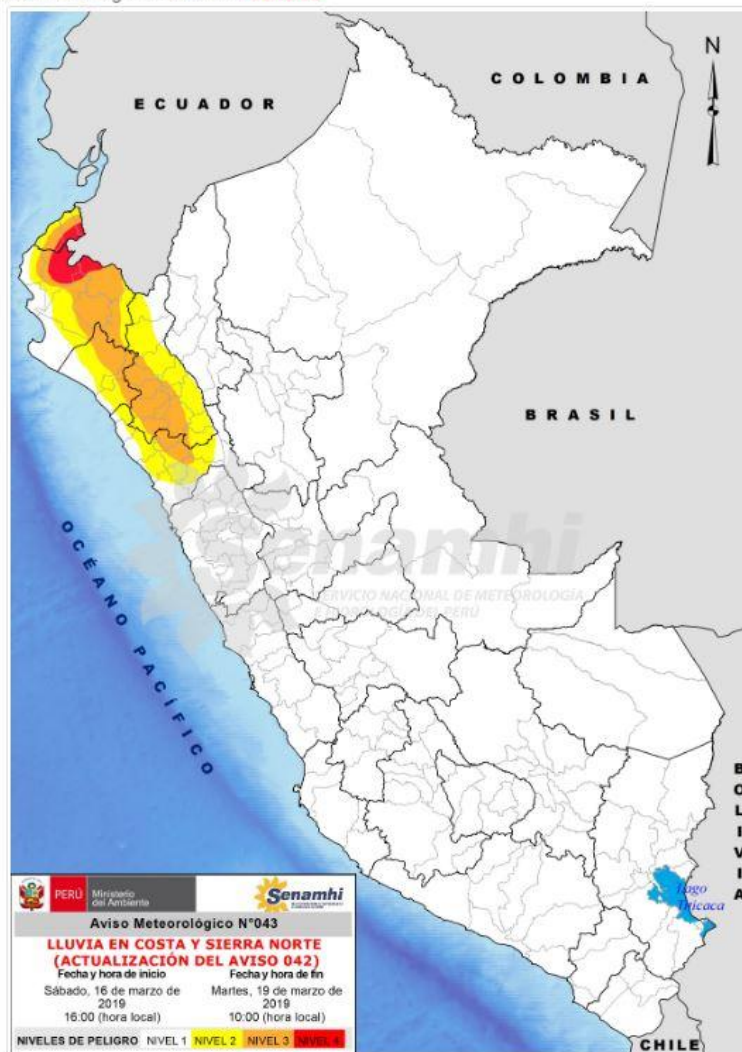 N
COLOMBIA
ECUADOR
BRASIL
Senamhi
SERVICIO NACIONAL DE METEOROLOGÍA
E HIDROLOGÍA DEL PERÚ
OCÉANO PACÍFICO
BOLIVIA
Lago
Titicaca
PERÚ
Ministerio
del Ambiente
Senamhi
Aviso Meteorológico N°043
LLUVIA EN COSTA Y SIERRA NORTE
(ACTUALIZACIÓN DEL AVISO 042)
Fecha y hora de inicio
Fecha y hora de fin
Sábado, 16 de marzo de
2019
16:00 (hora local)
Martes, 19 de marzo de
2019
10:00 (hora local)
NIVELES DE PELIGRO NIVEL 1 NIVEL 2 NIVEL 3 NIVEL 4
CHILE